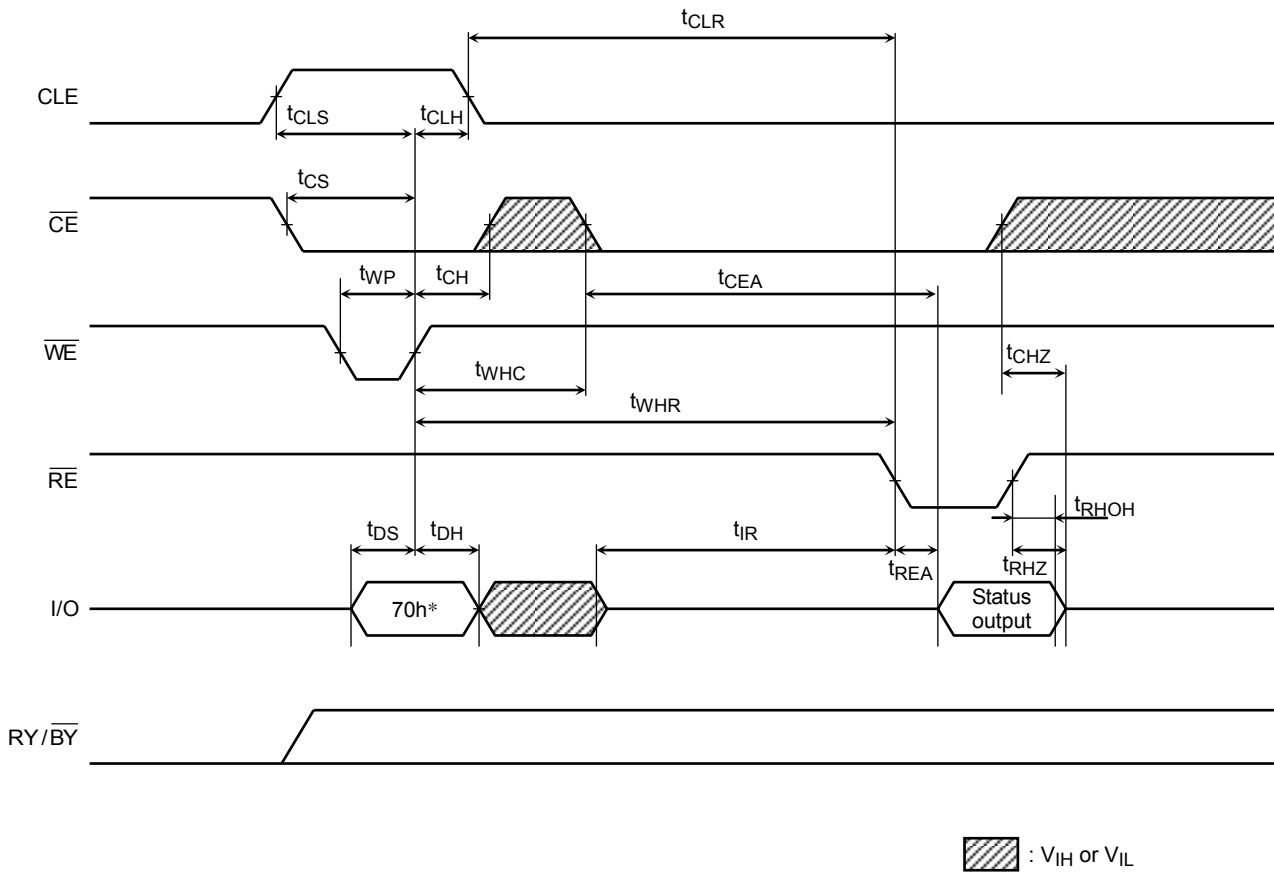 tCLR
CLE
tCLS
tCLH
tCS
CE
tWP
tCH
tCEA
WE
tCHZ
tWHC
tWHR
RE
tRHOH
tDS
tDH
tIR
tREA
tRHZ
I/O
70h*
Status
output
RY/BY
: VIH or VIL